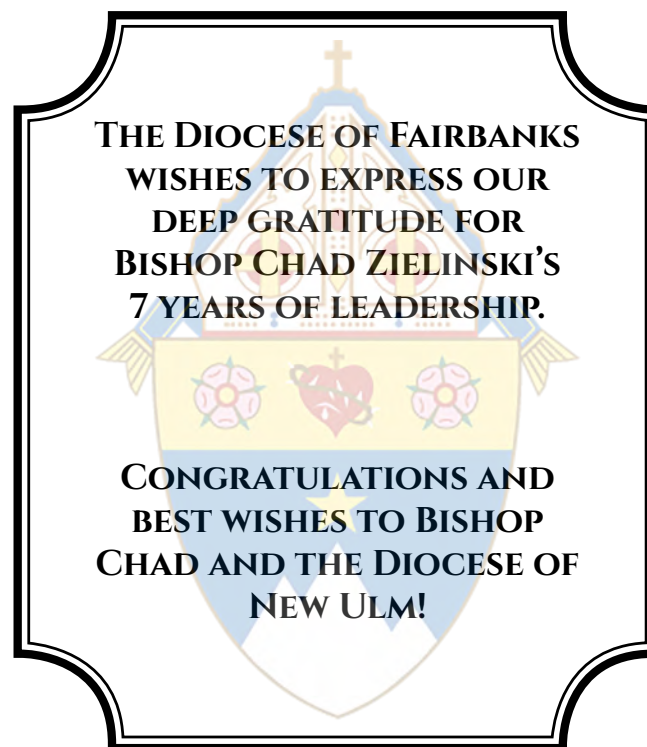 The Diocese of Fairbanks
wishes to express our
deep gratitude for
Bishop Chad Zielinski’s
7 years of leadership.
Congratulations and
best wishes to Bishop
Chad and the Diocese of
New Ulm!